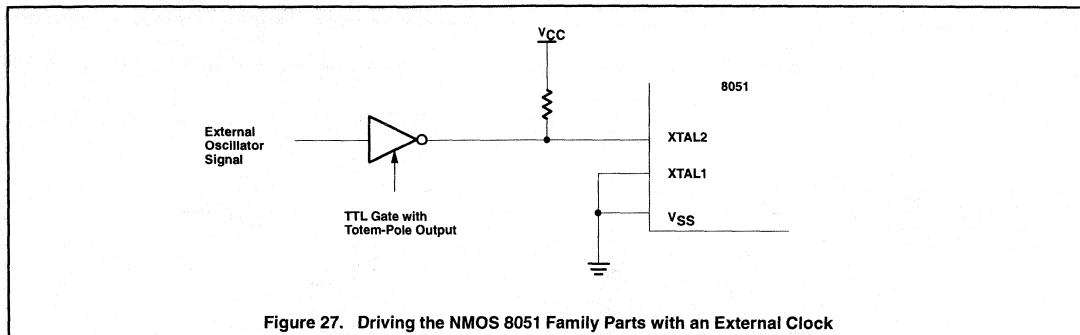 VCC
8051
External
Oscillator
Signal
XTAL2
XTAL1
VSS
TTL Gate with
Totem-Pole Output
Figure 27. Driving the NMOS 8051 Family Parts with an External Clock